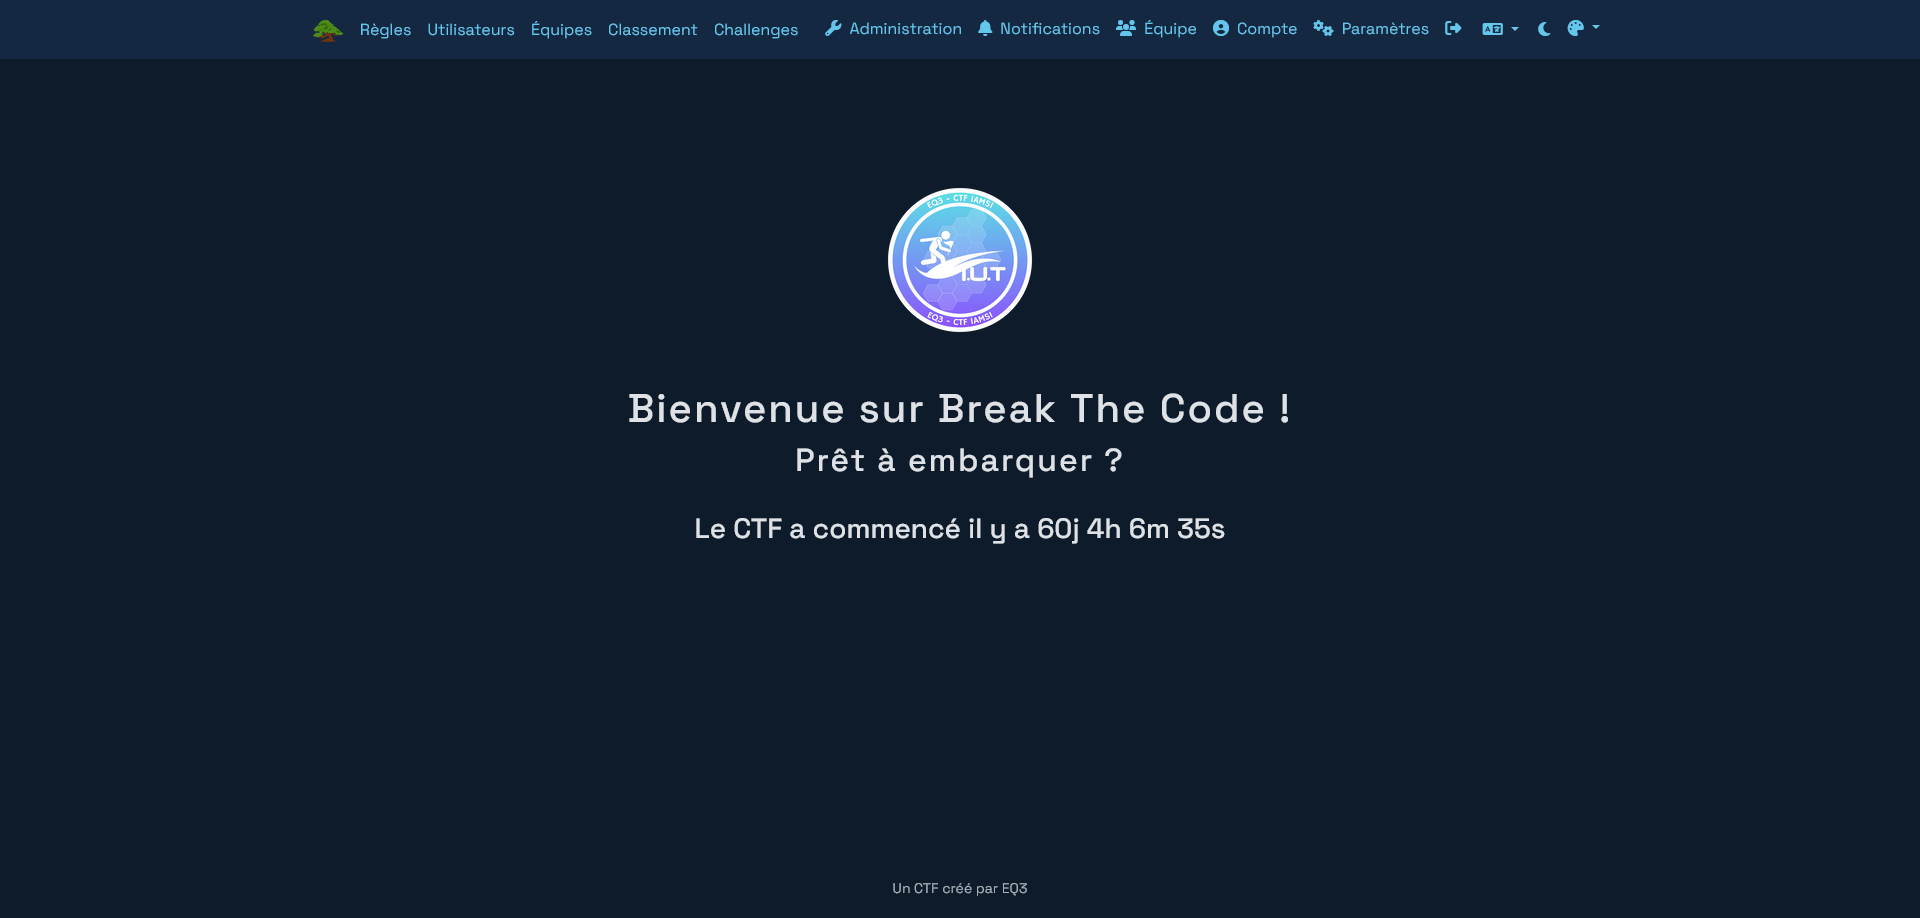 Règles Utilisateurs Équipes Classement Challenges Administration Notifications Équipe Compte Paramètres
EQ3 - CTF IAMSI
I.U.T
EQ3 - CTF IAMSI
Bienvenue sur Break The Code !
Prêt à embarquer ?
Le CTF a commencé il y a 60j 4h 6m 35s
Un CTF créé par EQ3